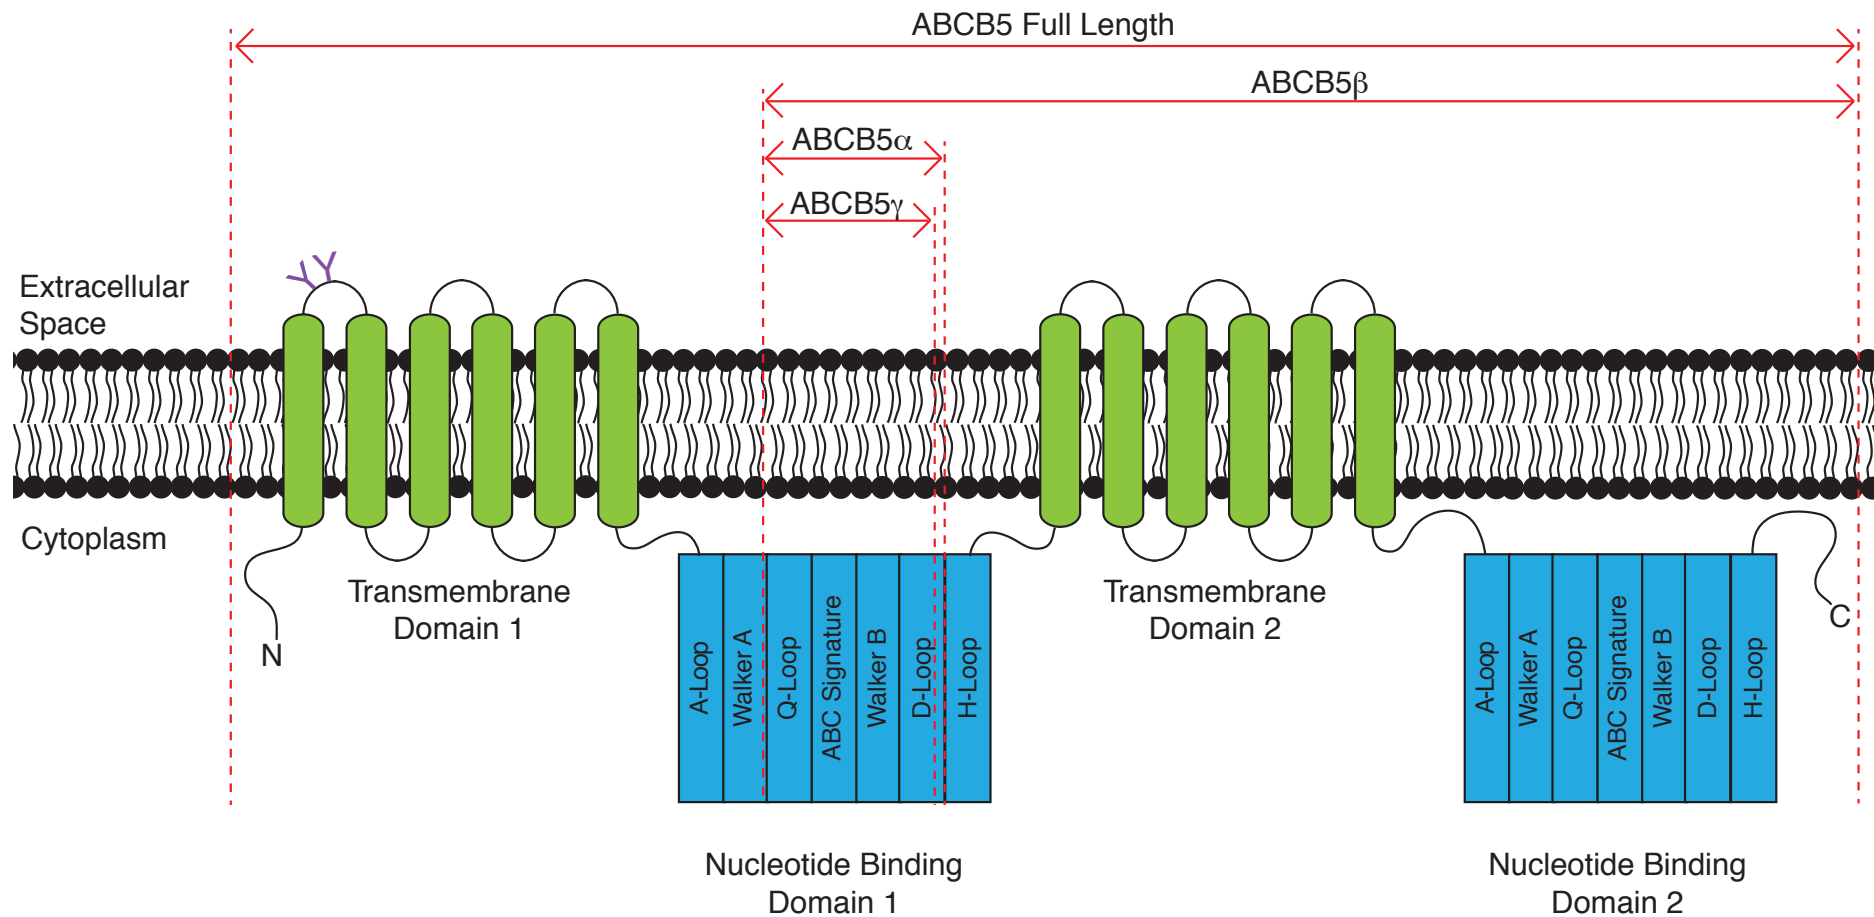 ABCB5 Full Length
ABCB5β
ABCB5α
ABCB5γ
Extracellular
Space
Cytoplasm
Transmembrane
Domain 1
Transmembrane
Domain 2
N
C
A-Loop
Walker A
Q-Loop
ABC Signature
Walker B
D-Loop
H-Loop
A-Loop
Walker A
Q-Loop
ABC Signature
Walker B
D-Loop
H-Loop
Nucleotide Binding
Domain 1
Nucleotide Binding
Domain 2